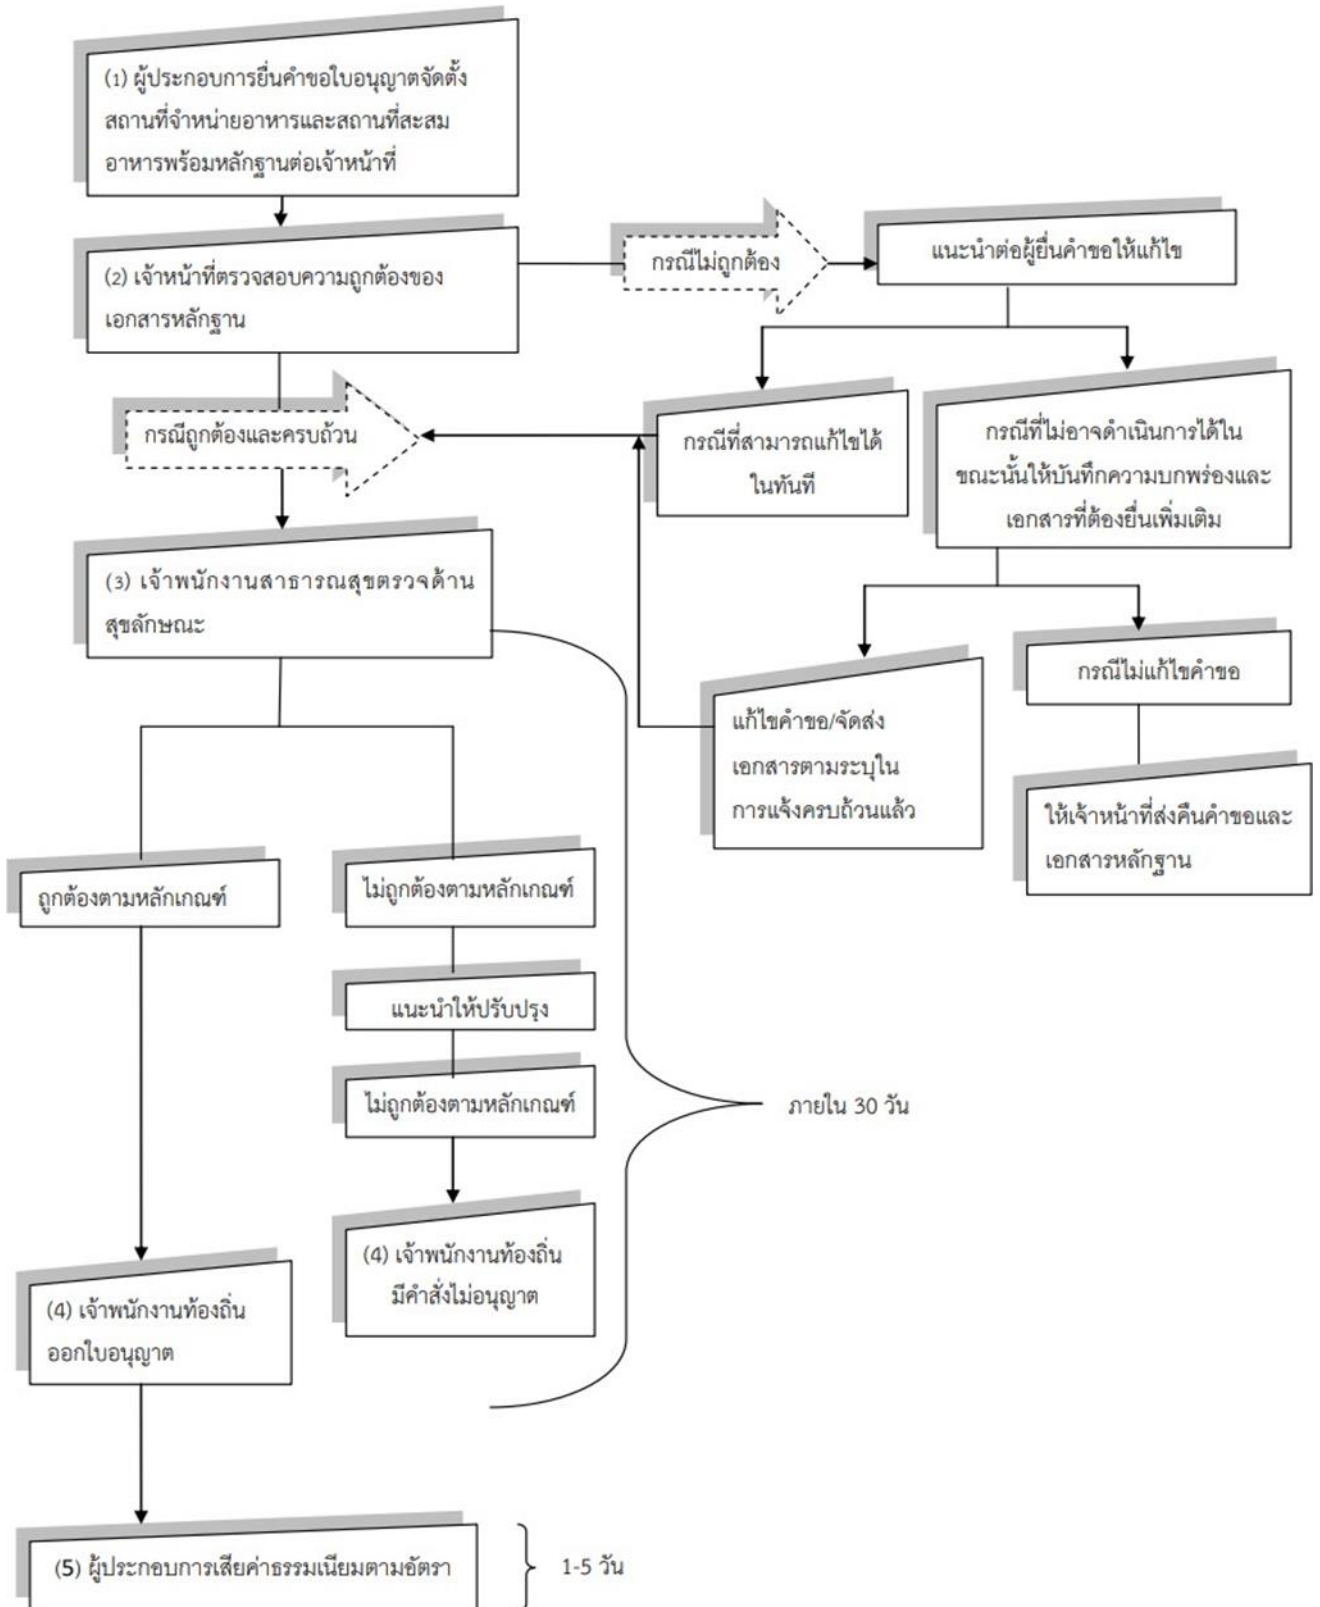 (1) ผู้ประกอบการยื่นคำขอใบอนุญาตจัดตั้ง
สถานที่จำหน่ายอาหารและสถานที่สะสม
อาหารพร้อมหลักฐานต่อเจ้าหน้าที่
(2) เจ้าหน้าที่ตรวจสอบความถูกต้องของ
เอกสารหลักฐาน
กรณีไม่ถูกต้อง
แนะนำต่อผู้ยื่นคำขอให้แก้ไข
กรณีถูกต้องและครบถ้วน
กรณีที่สามารถแก้ไขได้
ในทันที
กรณีที่ไม่อาจดำเนินการได้ใน
ขณะนั้นให้บันทึกความบกพร่องและ
เอกสารที่ต้องยื่นเพิ่มเติม
(3) เจ้าพนักงานสาธารณสุขตรวจด้าน
สุขลักษณะ
แก้ไขคำขอ/จัดส่ง
เอกสารตามระบุใน
การแจ้งครบถ้วนแล้ว
กรณีไม่แก้ไขคำขอ
ให้เจ้าหน้าที่ส่งคืนคำขอและ
เอกสารหลักฐาน
ถูกต้องตามหลักเกณฑ์
ไม่ถูกต้องตามหลักเกณฑ์
แนะนำให้ปรับปรุง
ไม่ถูกต้องตามหลักเกณฑ์
ภายใน 30 วัน
(4) เจ้าพนักงานท้องถิ่น
มีคำสั่งไม่อนุญาต
(4) เจ้าพนักงานท้องถิ่น
ออกใบอนุญาต
(5) ผู้ประกอบการเสียค่าธรรมเนียมตามอัตรา
1-5 วัน